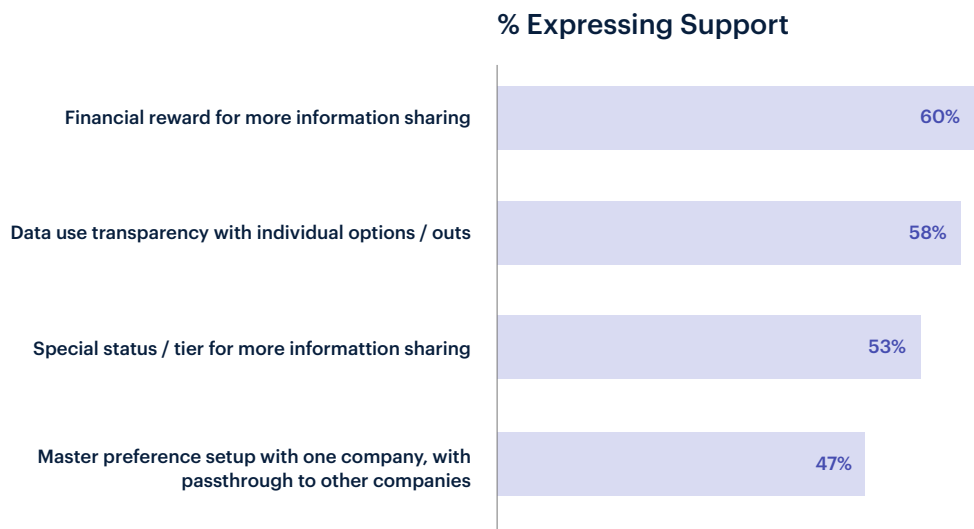 % Expressing Support
Financial reward for more information sharing
60%
Data use transparency with individual options / outs
58%
Special status / tier for more informattion sharing
53%
Master preference setup with one company, with
passthrough to other companies
47%